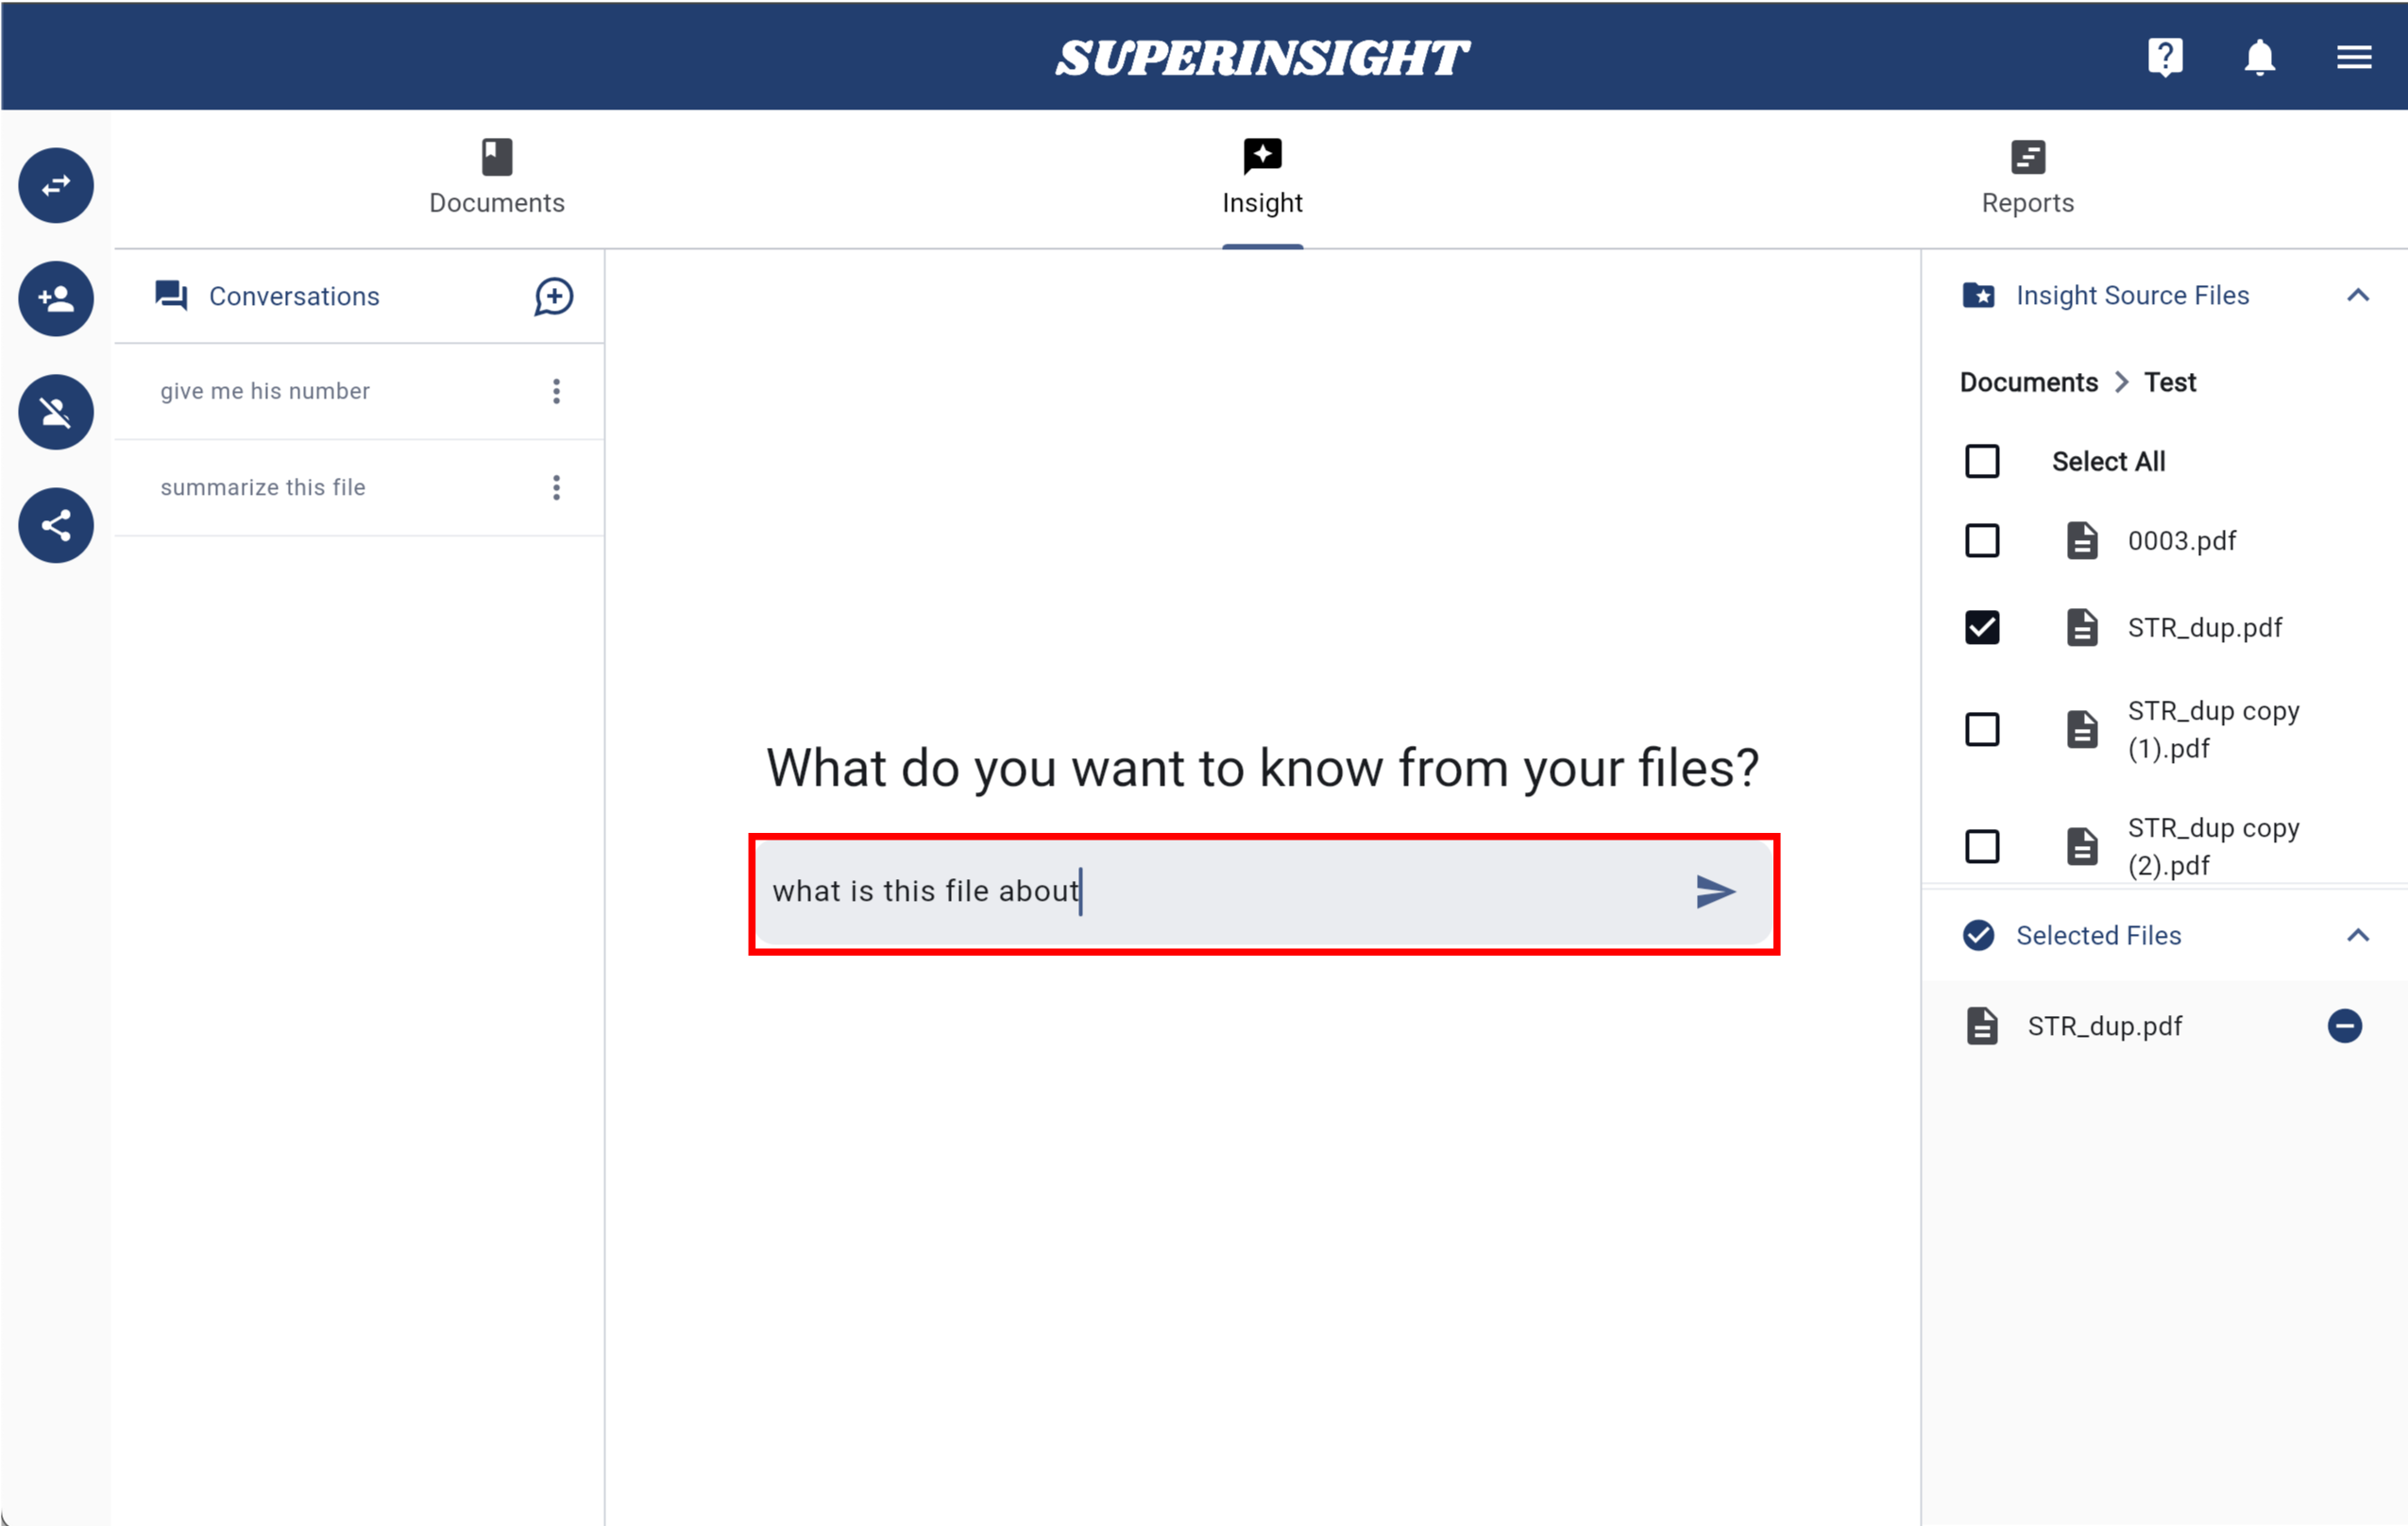 SUPERINSIGHT
Documents
Insight
Reports
Conversations
give me his number
summarize this file
What do you want to know from your files?
what is this file about
Insight Source Files
Documents > Test
Select All
0003.pdf
STR_dup.pdf
STR_dup copy
(1).pdf
STR_dup copy
(2).pdf
Selected Files
STR_dup.pdf